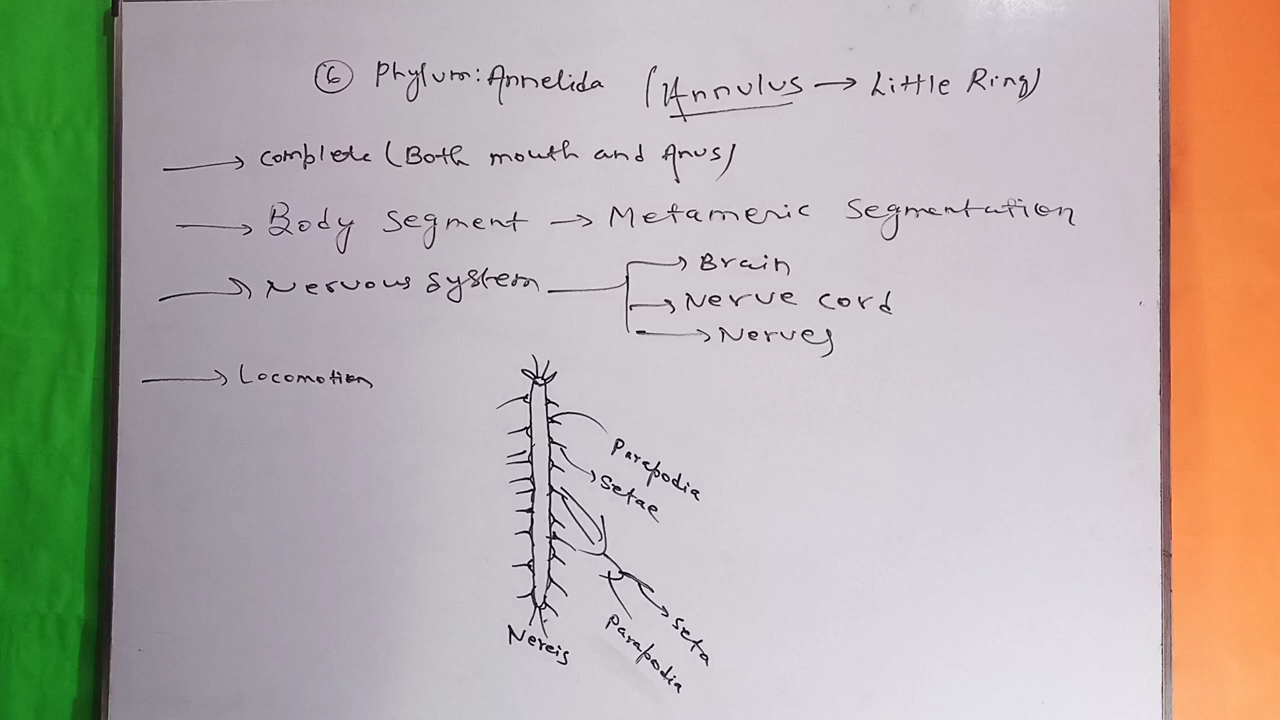 ⑥ Phylum: Annelida (Annulus → Little Ring)
→ complete (Both mouth and Anus)
→ Body segment → Metameric Segmentation
→ Nervous system → Brain
→ Nerve cord
→ Nerves
→ Locomotion
Parapodia
Setae
Seta
Parapodia
Nereis